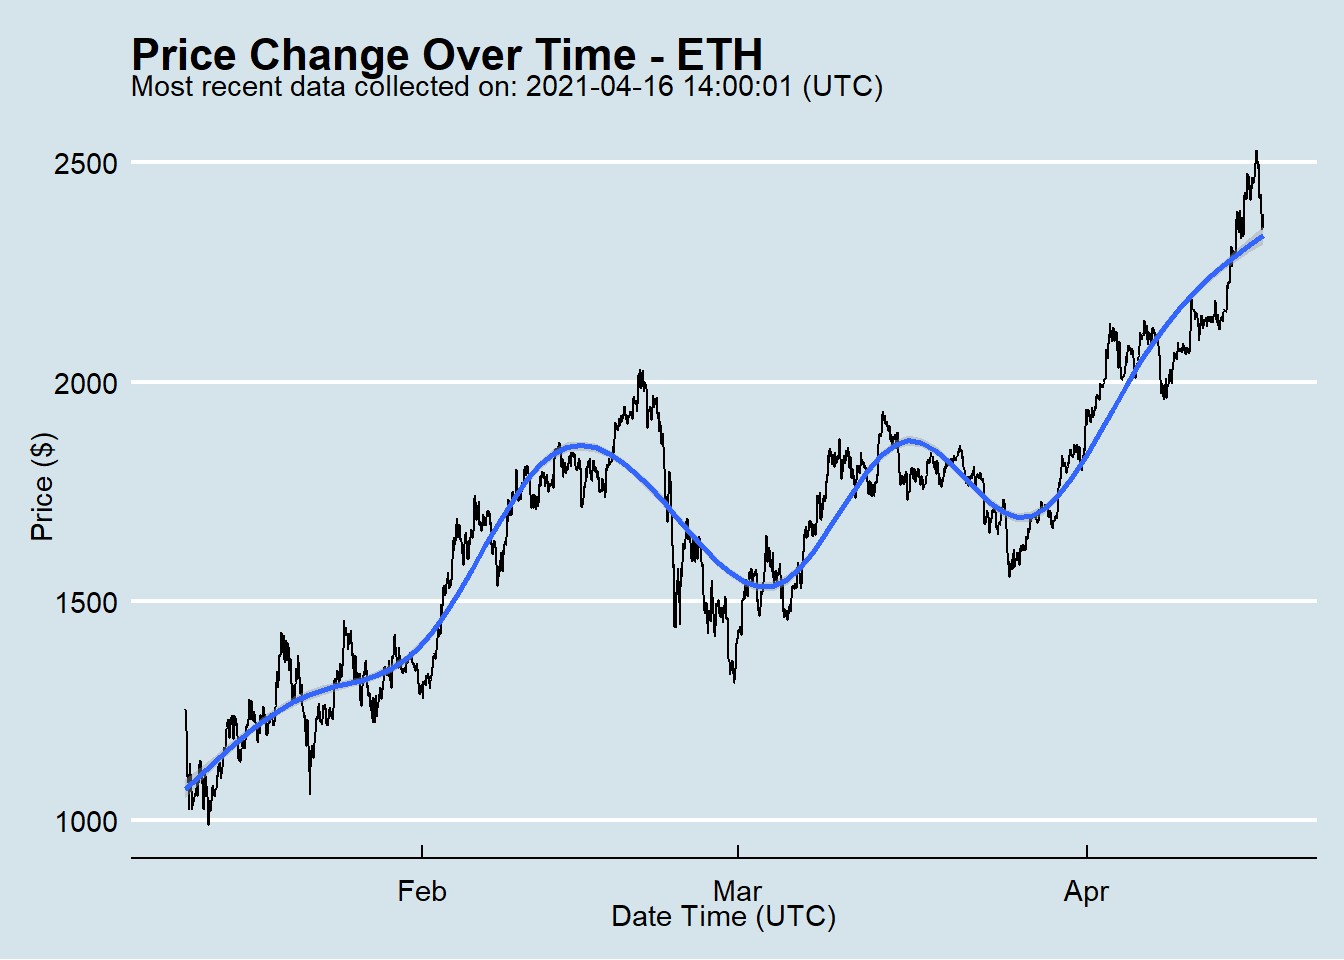 Price Change Over Time - ETH
Most recent data collected on: 2021-04-16 14:00:01 (UTC)
2500
2000
1500
1000
Price ($)
Feb
Mar
Apr
Date Time (UTC)